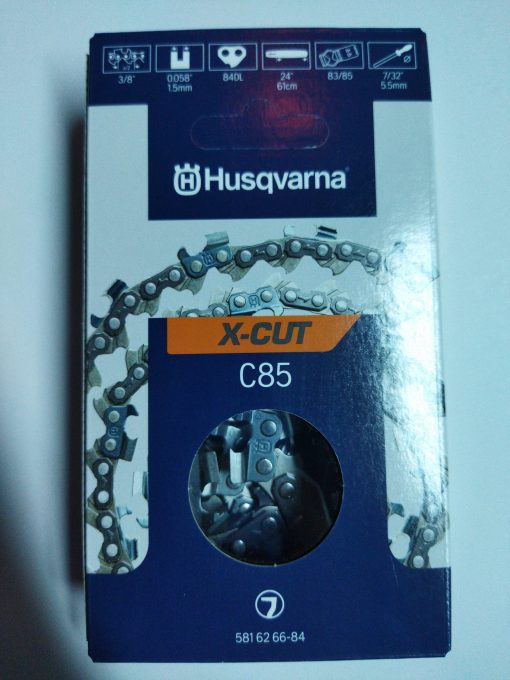 3/8"
0.058"
1.5mm
84DL
24"
61cm
83/85
7/32"
5.5mm
H Husqvarna®
X-CUT
C85
581 62 66-84